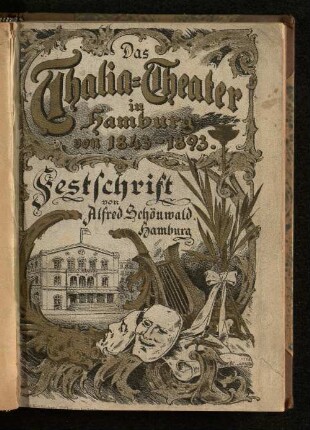 Das
Thalia=Theater
in
Hamburg
von 1843-1893.
Festschrift
von
Alfred Schönwald
Hamburg